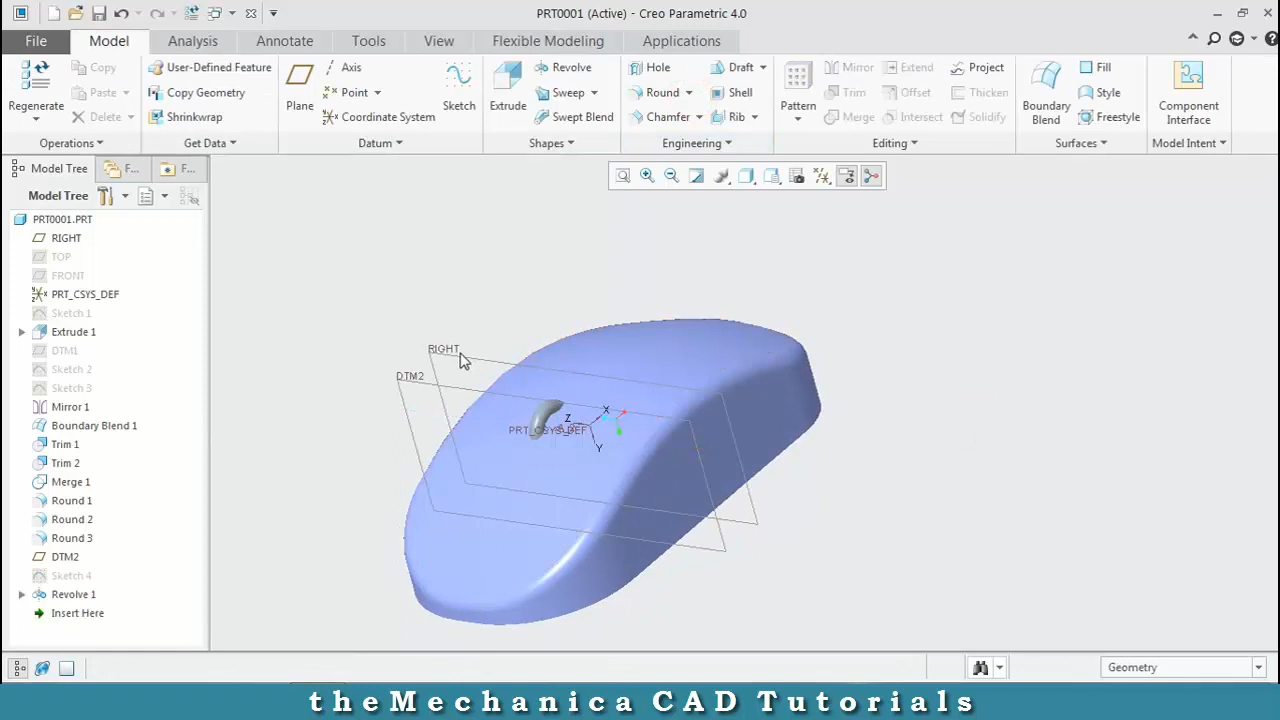 PRT0001 (Active) - Creo Parametric 4.0
File Model Analysis Annotate Tools View Flexible Modeling Applications
Regenerate
Copy
Paste
Delete
Operations
User-Defined Feature
Copy Geometry
Shrinkwrap
Get Data
Plane
Axis
Point
Coordinate System
Sketch
Datum
Extrude
Revolve
Sweep
Swept Blend
Shapes
Hole
Round
Chamfer
Draft
Shell
Rib
Engineering
Pattern
Mirror
Trim
Merge
Extend
Offset
Intersect
Project
Thicken
Solidify
Editing
Boundary
Blend
Fill
Style
Freestyle
Surfaces
Component
Interface
Model Intent
Model Tree F... F...
Model Tree
PRT0001.PRT
RIGHT
TOP
FRONT
PRT_CSYS_DEF
Sketch 1
Extrude 1
DTM1
Sketch 2
Sketch 3
Mirror 1
Boundary Blend 1
Trim 1
Trim 2
Merge 1
Round 1
Round 2
Round 3
DTM2
Sketch 4
Revolve 1
Insert Here
RIGHT
DTM2
X
Z
PRT_CSYS_DEF
Y
Geometry
theMechanica CAD Tutorials